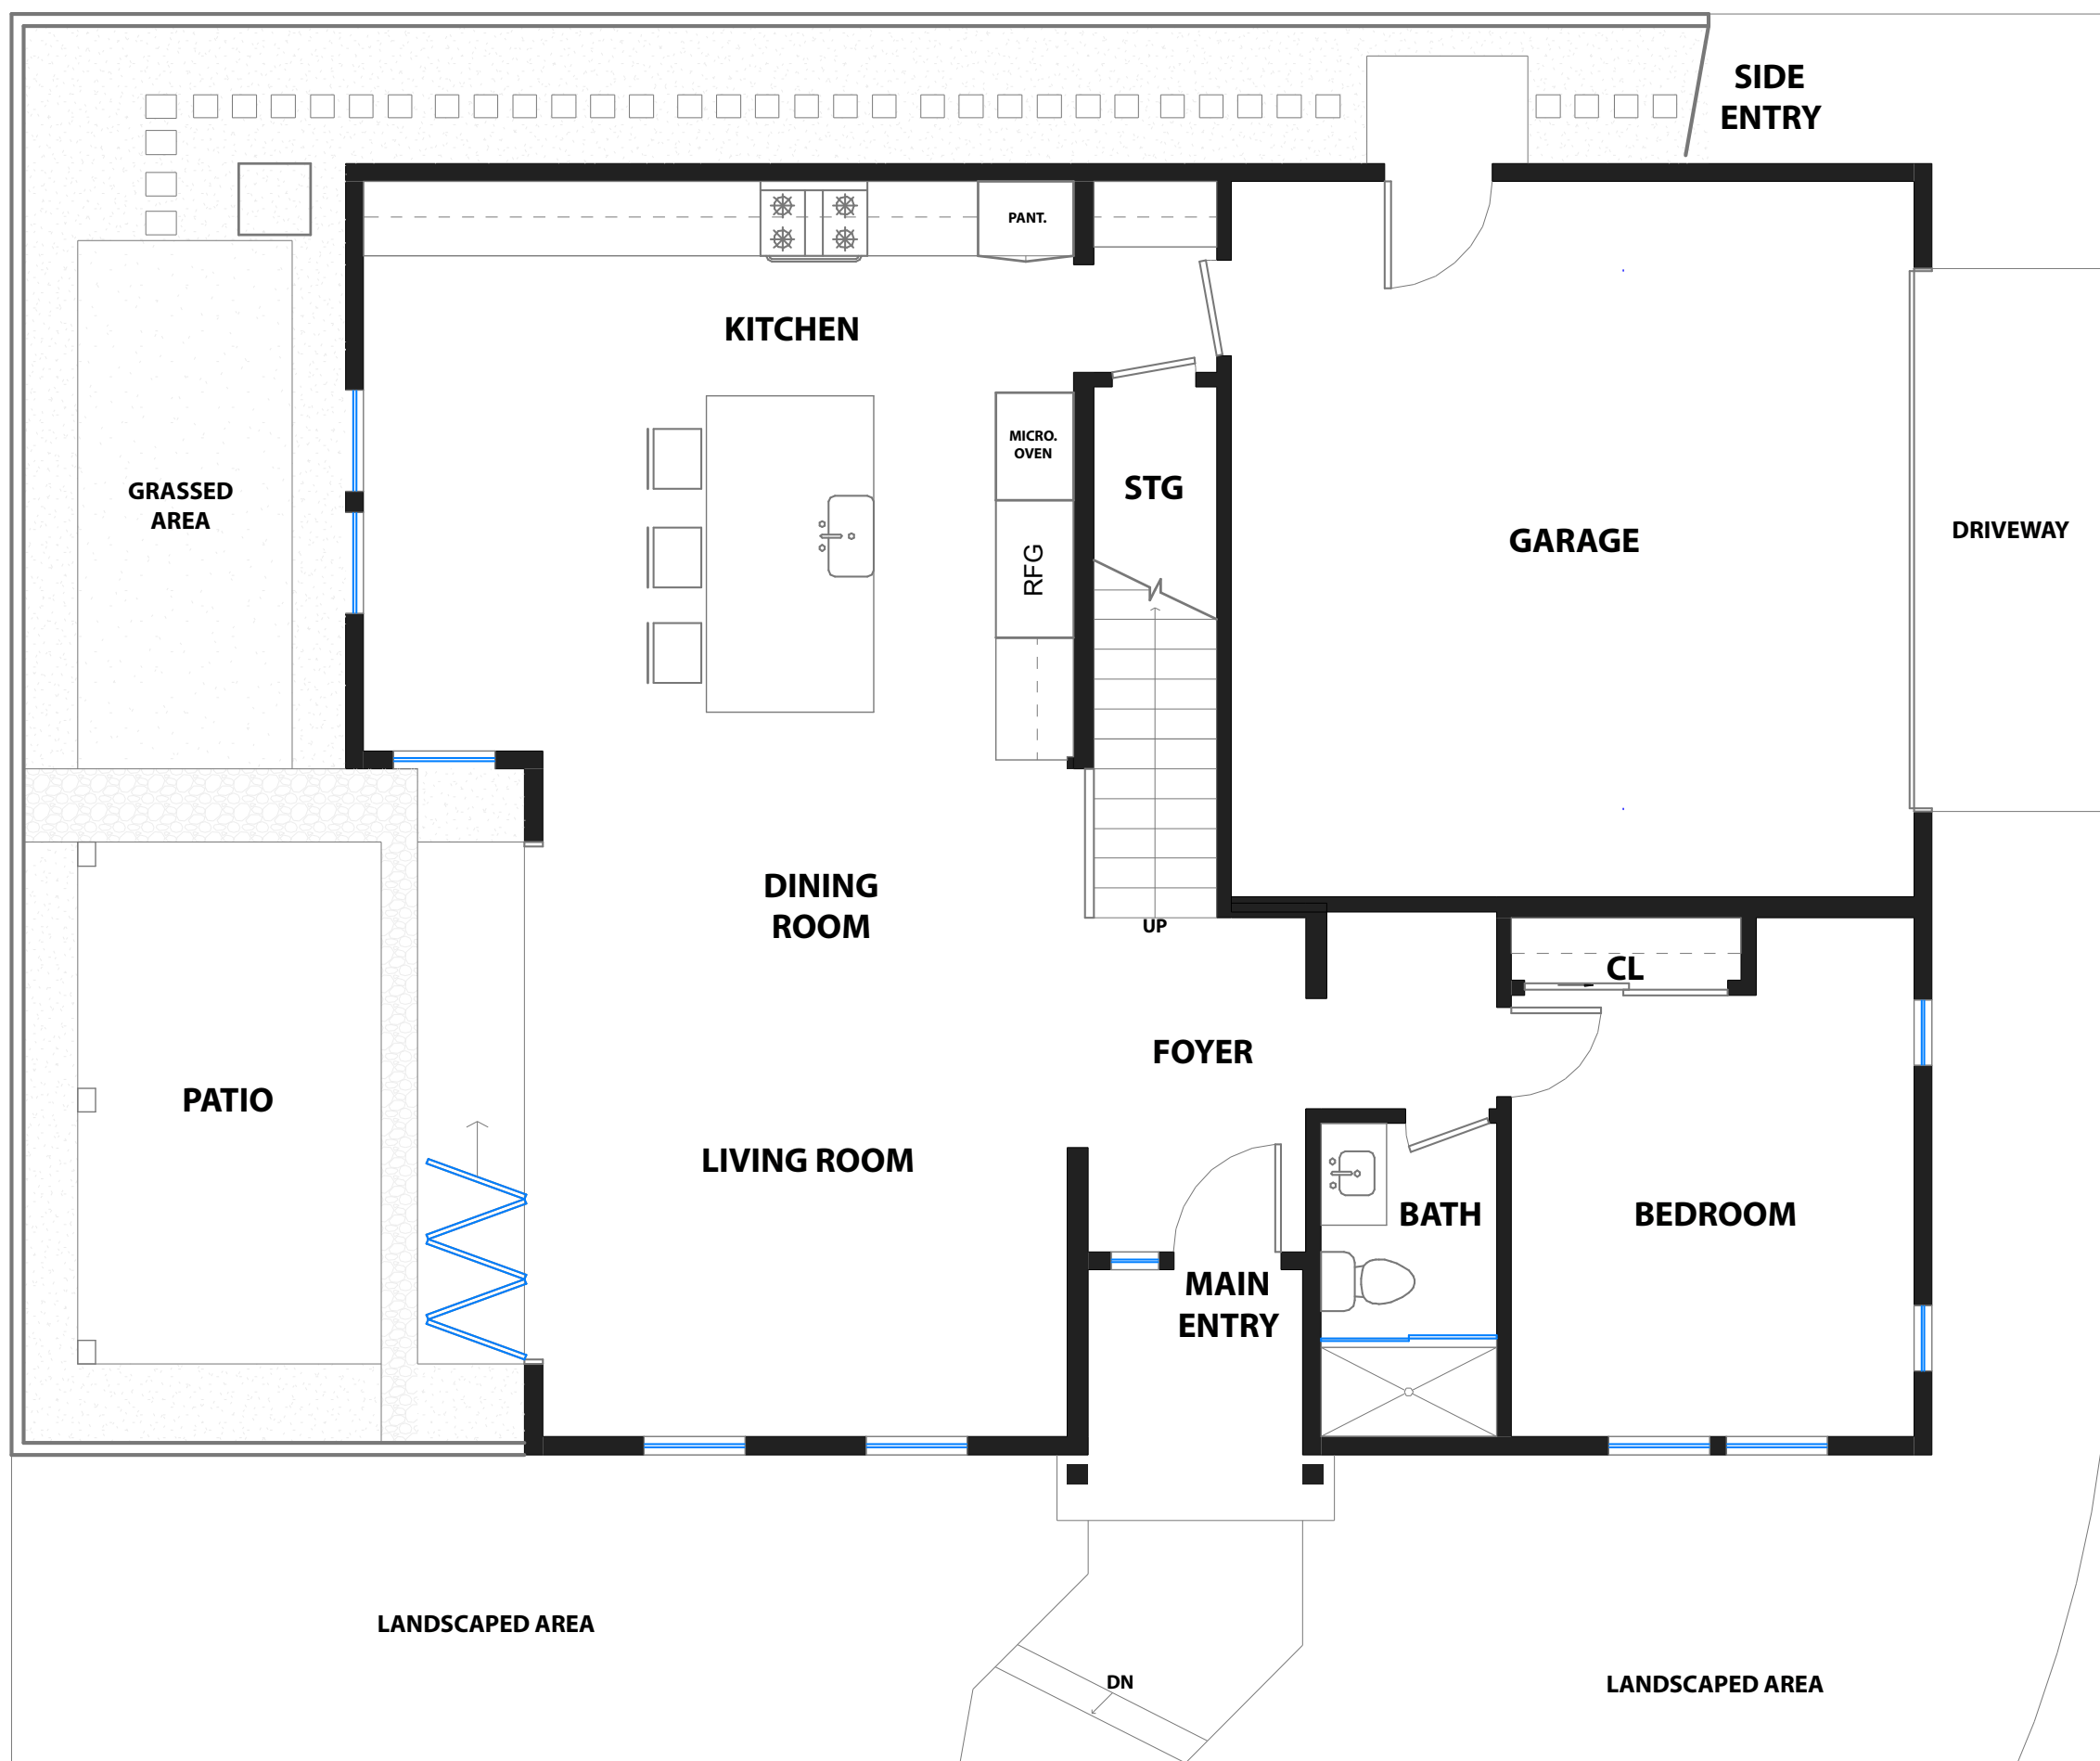 SIDE
ENTRY
PANT.
KITCHEN
MICRO.
OVEN
STG
GRASSED
AREA
GARAGE
DRIVEWAY
RFG
DINING
ROOM
UP
CL
FOYER
PATIO
LIVING ROOM
BATH
BEDROOM
MAIN
ENTRY
LANDSCAPED AREA
DN
LANDSCAPED AREA